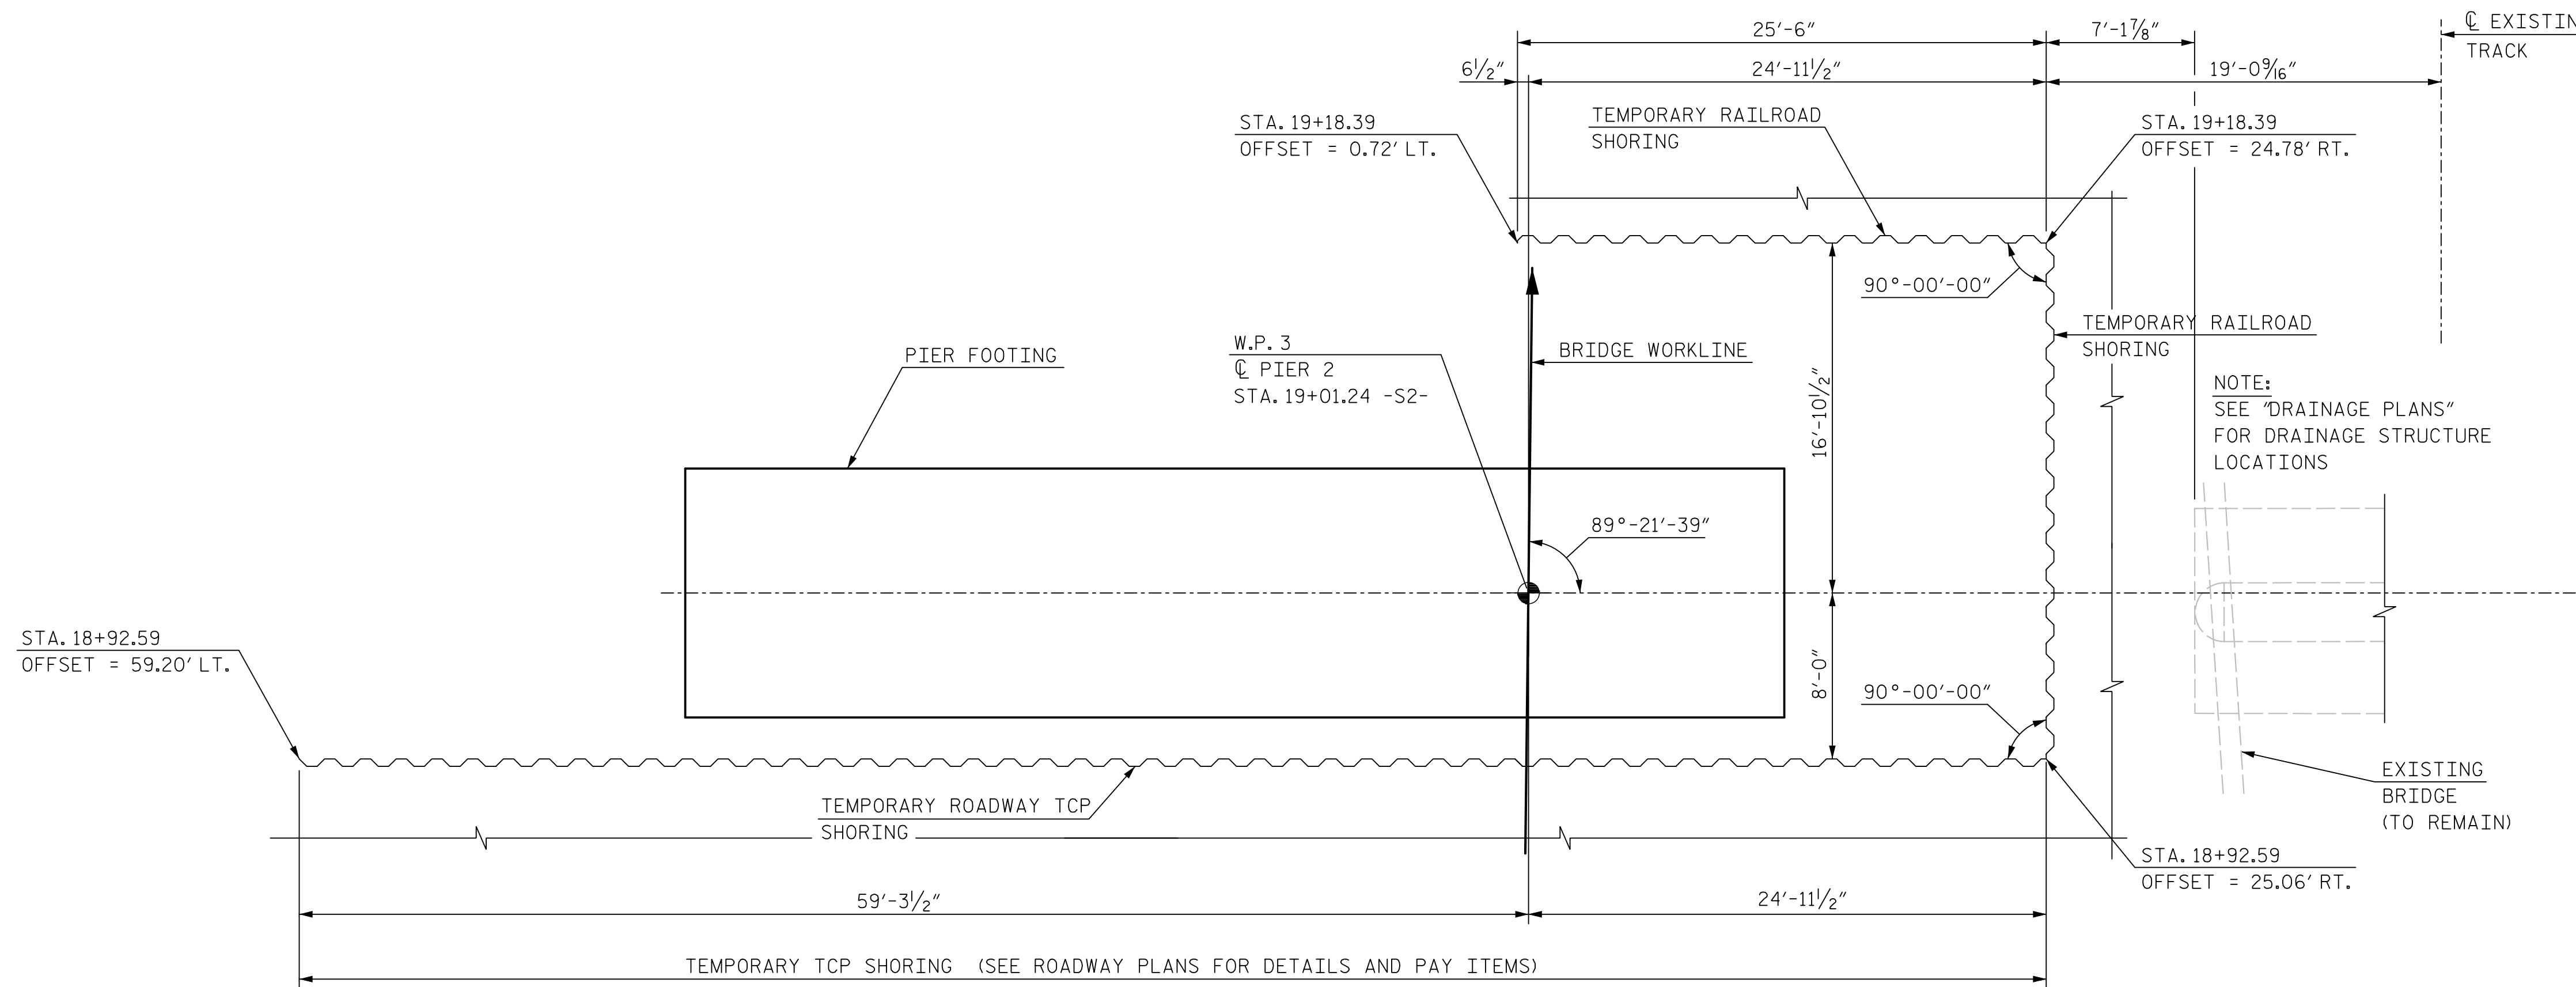 25'-6"
7'-1⅞"
℄ EXISTIN
TRACK
6½"
24'-11½"
19'-0 9/16"
STA. 19+18.39
OFFSET = 0.72' LT.
TEMPORARY RAILROAD
SHORING
STA. 19+18.39
OFFSET = 24.78' RT.
90°-00'-00"
TEMPORARY RAILROAD
SHORING
PIER FOOTING
W.P. 3
℄ PIER 2
STA. 19+01.24 -S2-
BRIDGE WORKLINE
16'-10½"
NOTE:
SEE "DRAINAGE PLANS"
FOR DRAINAGE STRUCTURE
LOCATIONS
89°-21'-39"
STA. 18+92.59
OFFSET = 59.20' LT.
8'-0"
90°-00'-00"
EXISTING
BRIDGE
(TO REMAIN)
TEMPORARY ROADWAY TCP
SHORING
STA. 18+92.59
OFFSET = 25.06' RT.
59'-3½"
24'-11½"
TEMPORARY TCP SHORING (SEE ROADWAY PLANS FOR DETAILS AND PAY ITEMS)